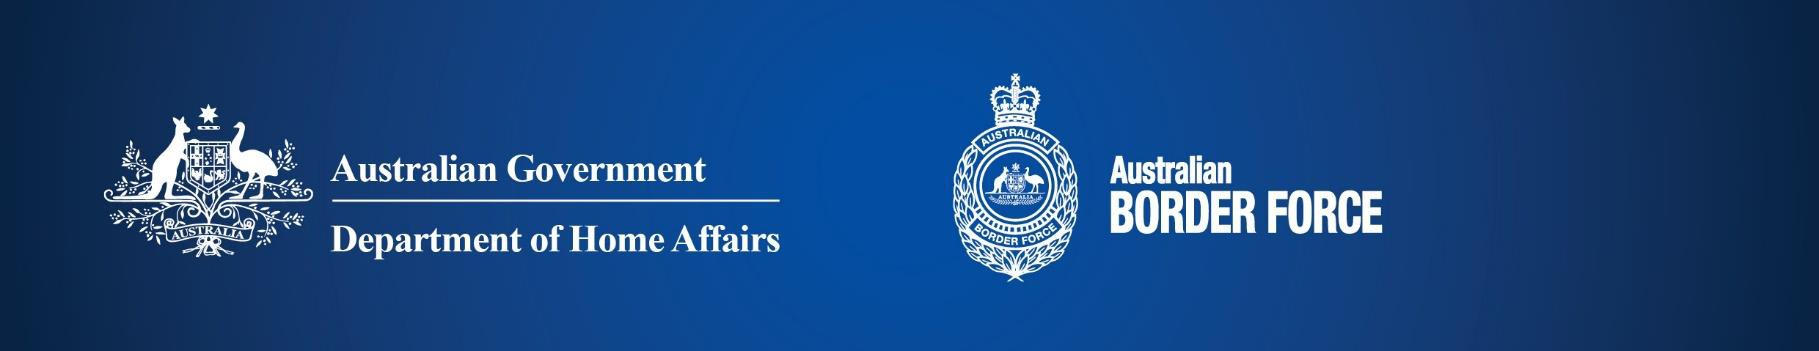 Australian Government
Department of Home Affairs
AUSTRALIA
AUSTRALIAN
AUSTRALIA
BORDER FORCE
Australian
BORDER FORCE